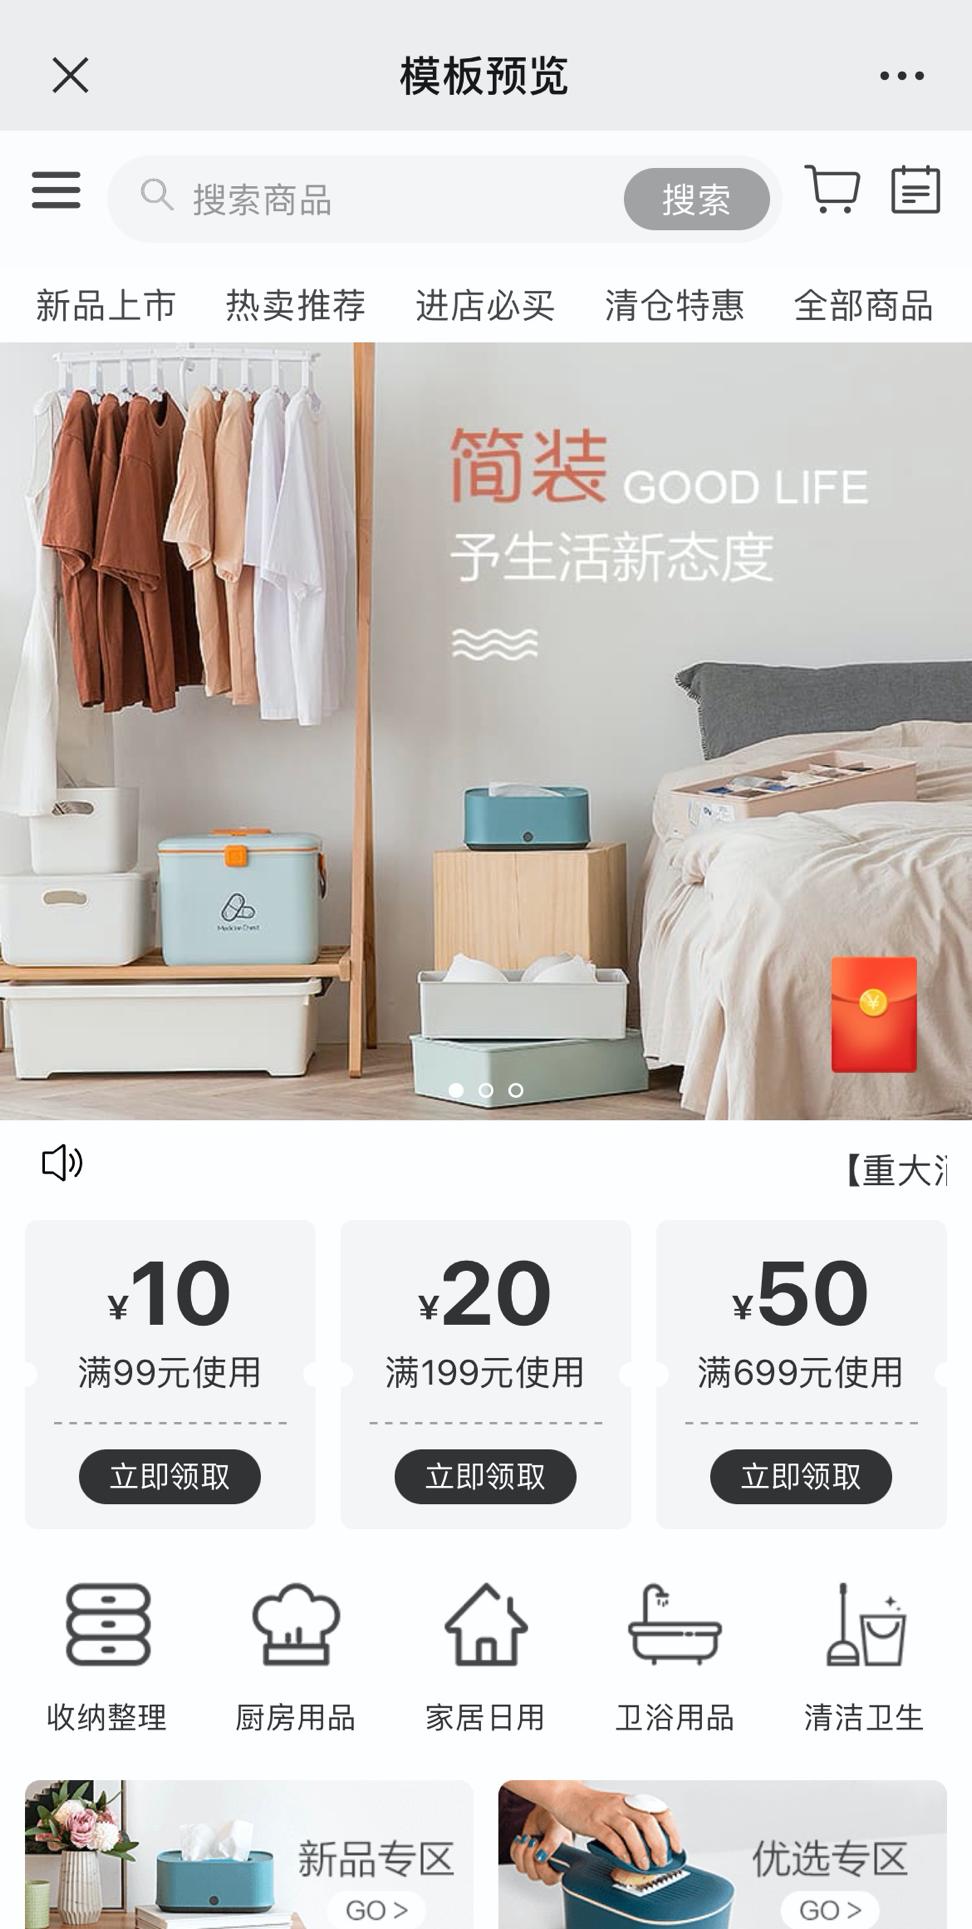 模板预览
搜索商品 搜索
新品上市 热卖推荐 进店必买 清仓特惠 全部商品
简装 GOOD LIFE
予生活新态度
Medicine Chest
【重大
¥10 ¥20 ¥50
满99元使用 满199元使用 满699元使用
立即领取 立即领取 立即领取
收纳整理 厨房用品 家居日用 卫浴用品 清洁卫生
新品专区 优选专区
GO > GO >